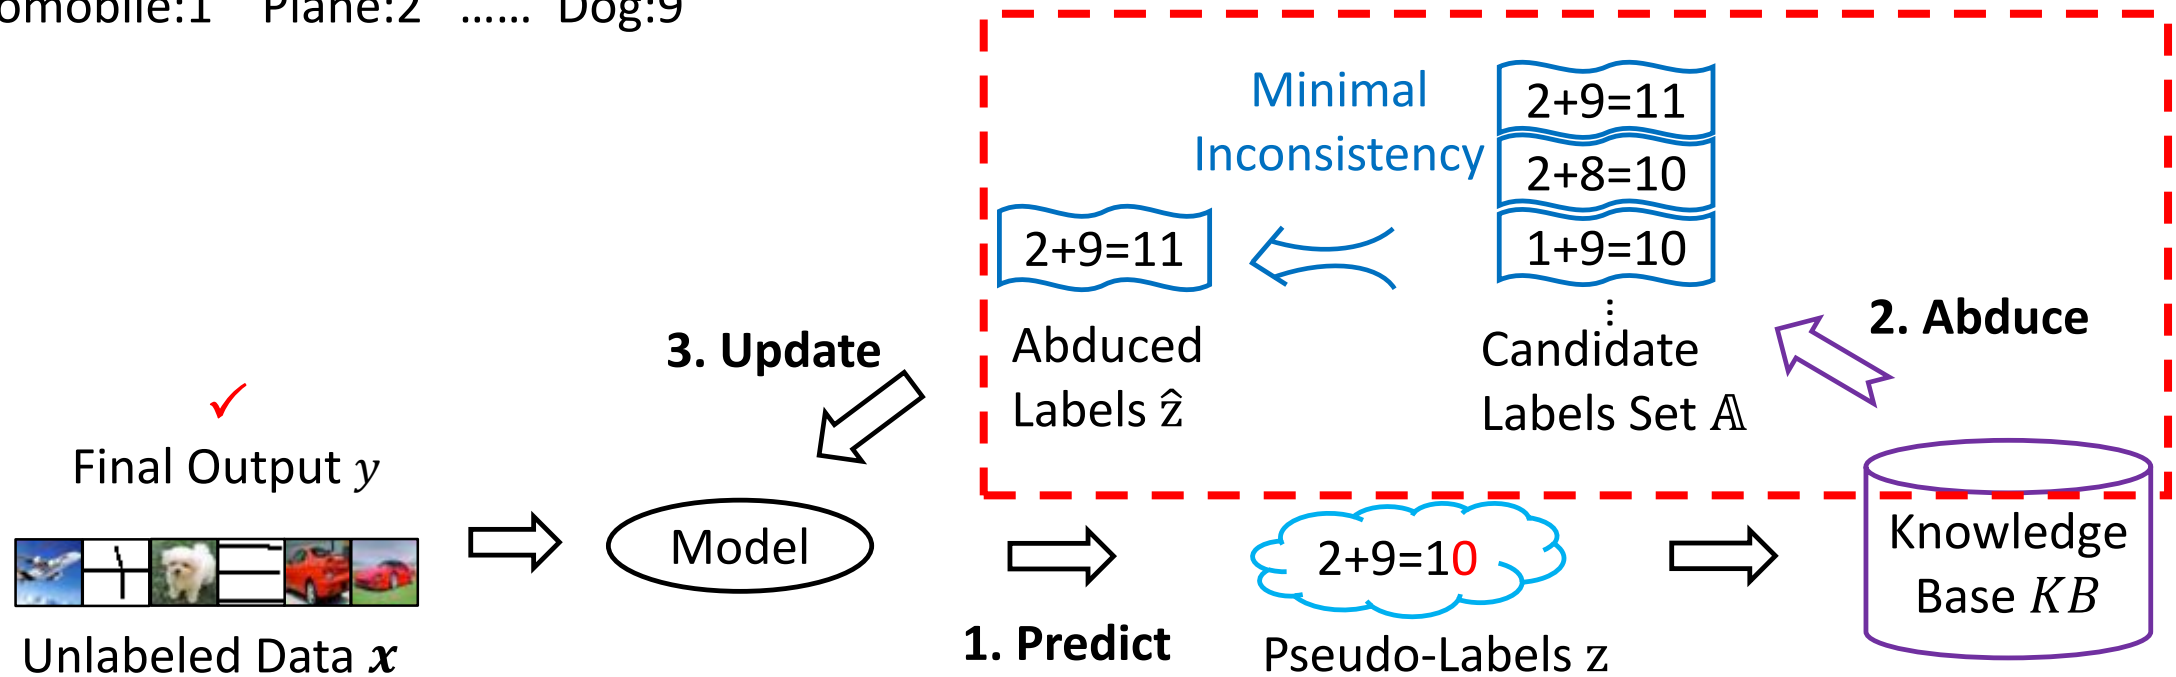 Plane:2 …… Dog:9
Minimal
Inconsistency
2+9=11
2+8=10
1+9=10
⋮
2+9=11
Abduced
Labels ẑ
Candidate
Labels Set 𝔸
2. Abduce
3. Update
✓
Final Output y
Model
2+9=10
Knowledge
Base KB
Unlabeled Data x
1. Predict
Pseudo-Labels z